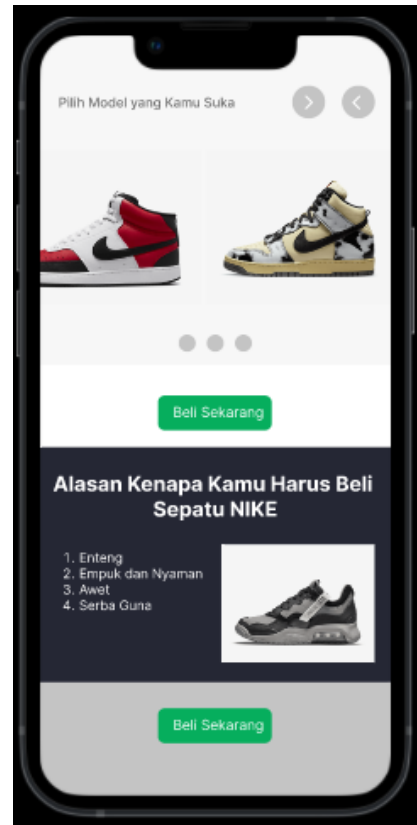 Pilih Model yang Kamu Suka
Beli Sekarang
Alasan Kenapa Kamu Harus Beli
Sepatu NIKE
1. Enteng
2. Empuk dan Nyaman
3. Awet
4. Serba Guna
Beli Sekarang